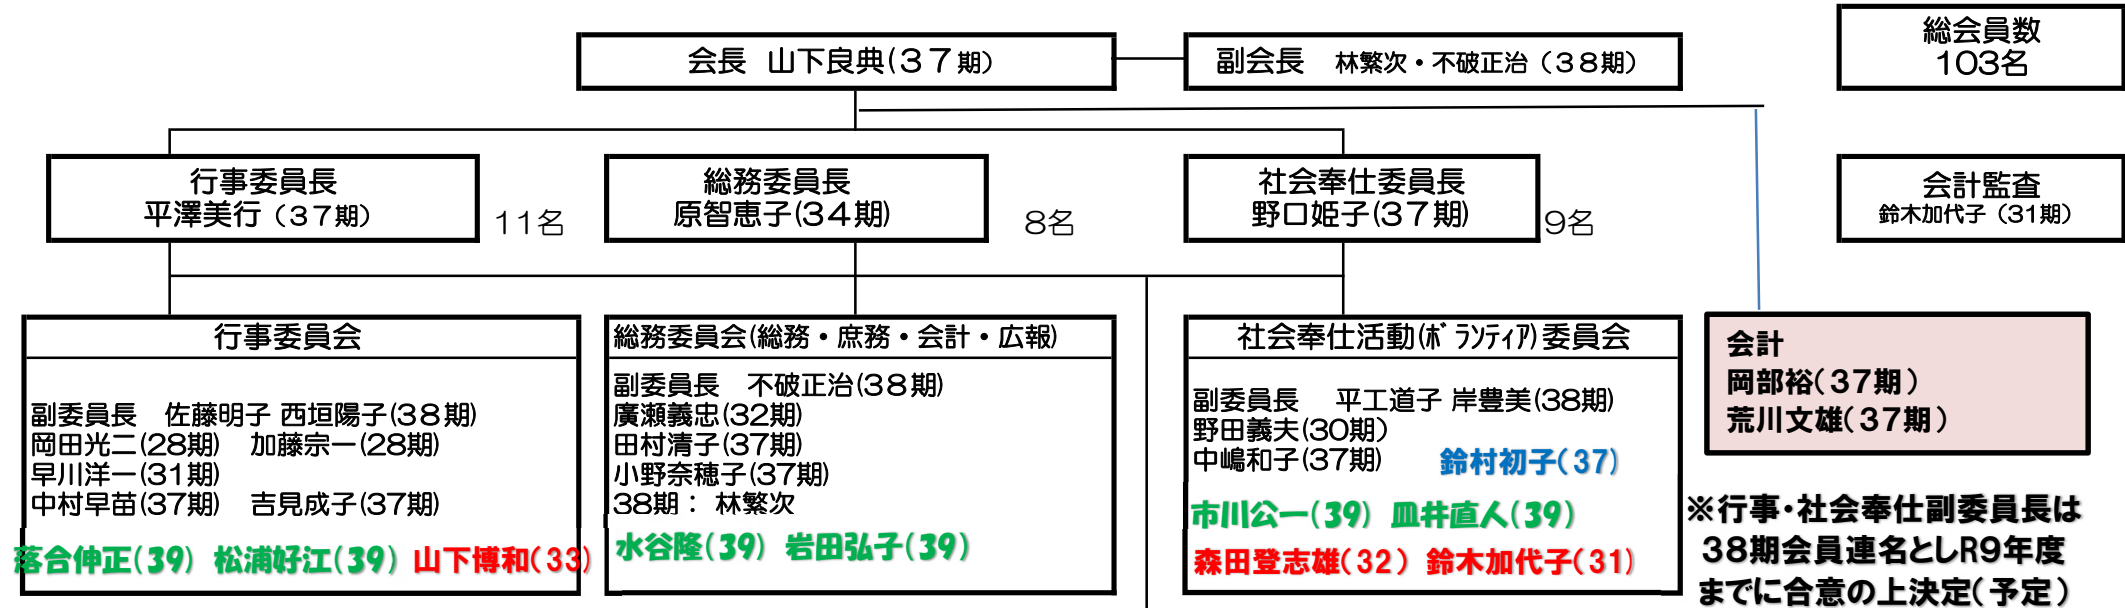 会長 山下良典(３７期)
副会長 林繁次・不破正治（３８期）
総会員数
103名
行事委員長
平澤美行（３７期）
11名
総務委員長
原智恵子(３４期)
8名
社会奉仕委員長
野口姫子(３７期)
9名
会計監査
鈴木加代子（31期）
行事委員会
副委員長 佐藤明子 西垣陽子(３８期)
岡田光二(28期) 加藤宗一(28期)
早川洋一(31期)
中村早苗(37期) 吉見成子(37期)
落合伸正(39) 松浦好江(39) 山下博和(33)
総務委員会(総務・庶務・会計・広報)
副委員長 不破正治(３８期)
廣瀬義忠(32期)
田村清子(37期)
小野奈穂子(37期)
38期： 林繁次
水谷隆(39) 岩田弘子(39)
社会奉仕活動(ﾎﾞﾗﾝﾃｨｱ)委員会
副委員長 平工道子 岸豊美(38期)
野田義夫(30期)
中嶋和子(37期) 鈴村初子(37)
市川公一(39) 皿井直人(39)
森田登志雄(32) 鈴木加代子(31)
会計
岡部裕(３７期)
荒川文雄(３７期)
※行事・社会奉仕副委員長は
３８期会員連名としR9年度
までに合意の上決定(予定)